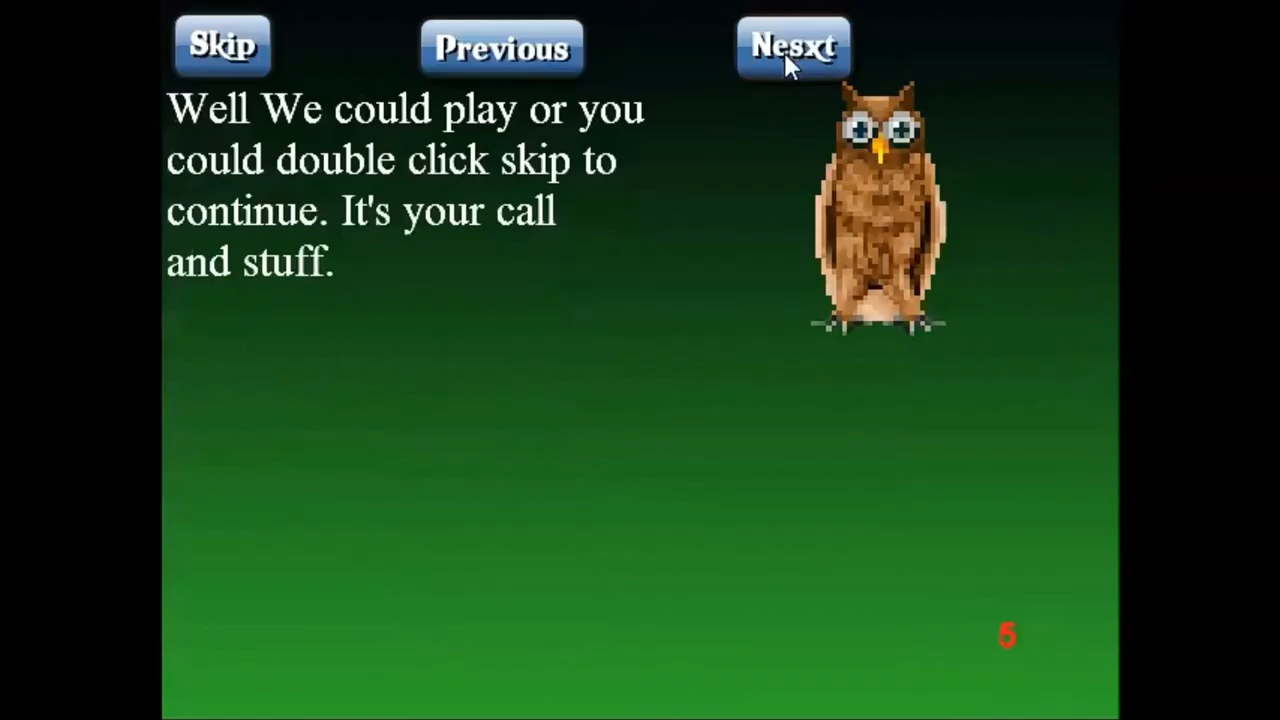 Skip Previous Nesxt
Well We could play or you
could double click skip to
continue. It's your call
and stuff.
5